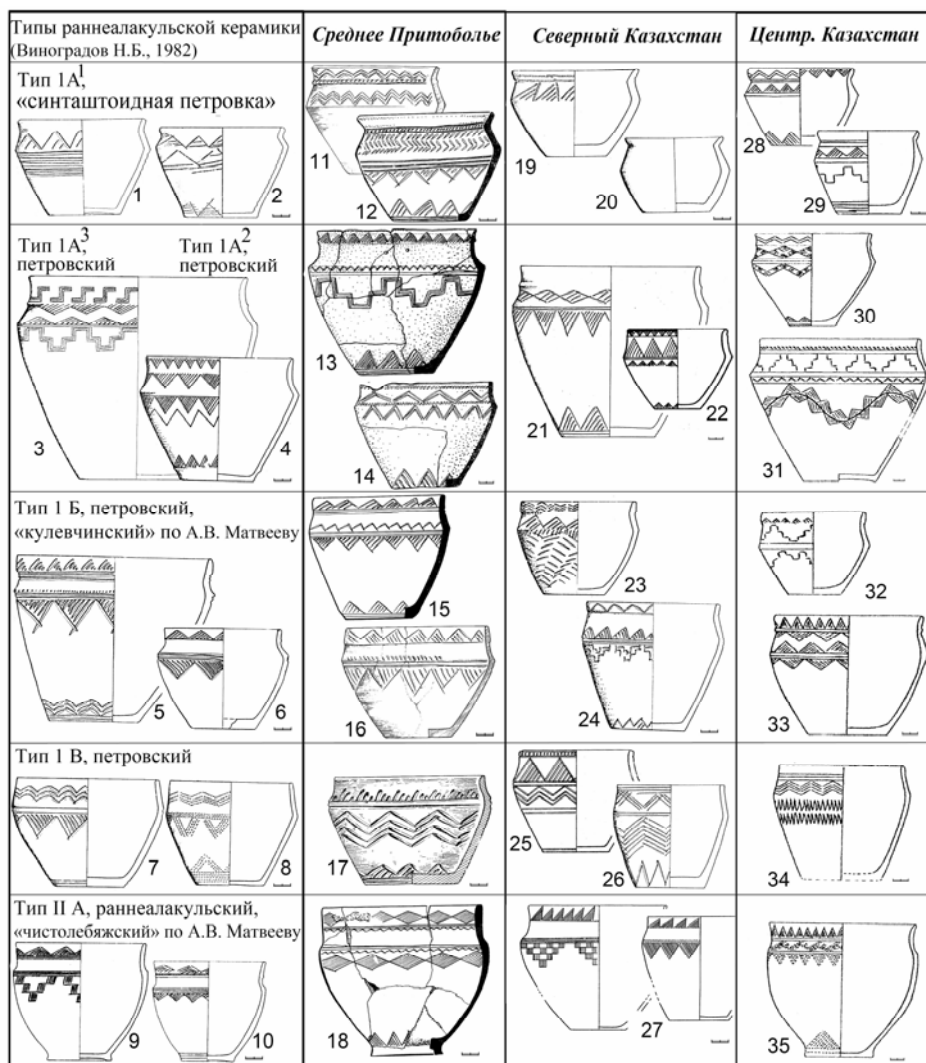 Типы раннеалакульской керамики
(Виноградов Н.Б., 1982)
Среднее Притоболье
Северный Казахстан
Центр. Казахстан
Тип 1А¹,
«синташтоидная петровка»
1
2
11
12
19
20
28
29
Тип 1А³,
петровский
Тип 1А²,
петровский
3
4
13
14
21
22
30
31
Тип 1 Б, петровский,
«кулевчинский» по А.В. Матвееву
5
6
15
16
23
24
32
33
Тип 1 В, петровский
7
8
17
25
26
34
Тип II А, раннеалакульский,
«чистолебяжский» по А.В. Матвееву
9
10
18
27
35